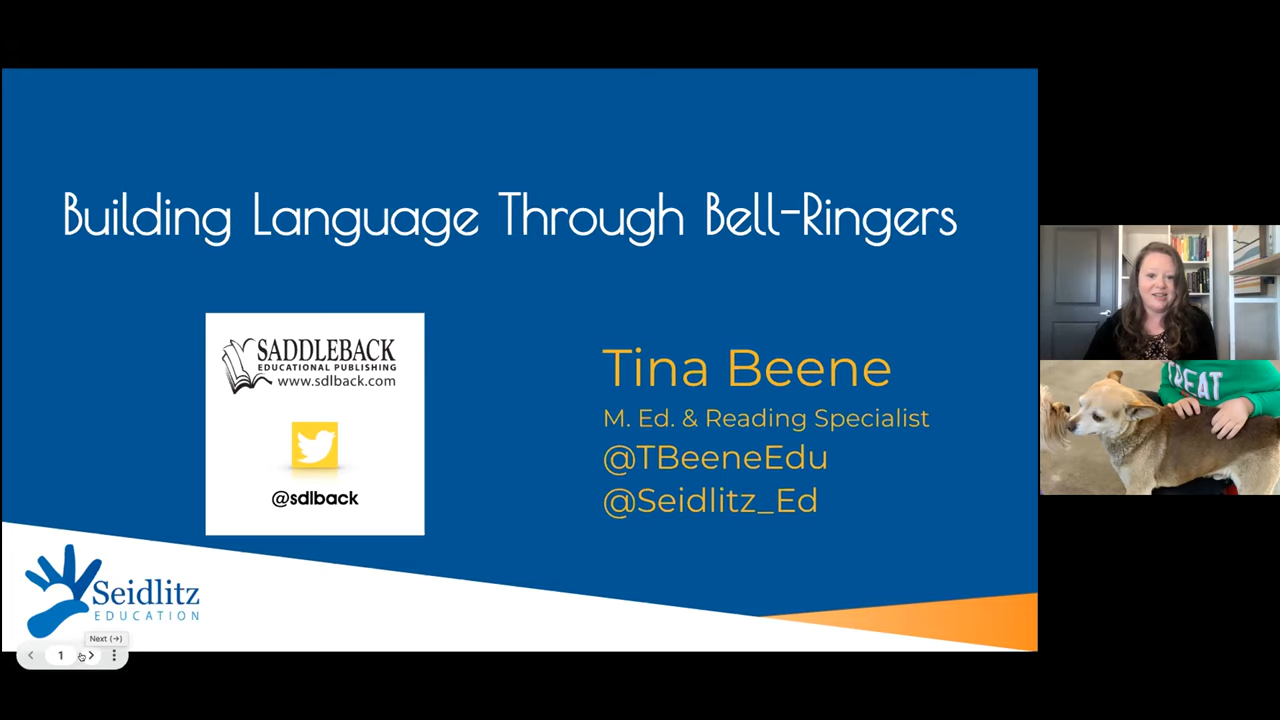 Building Language Through Bell-Ringers
SADDLEBACK
EDUCATIONAL PUBLISHING
www.sdlback.com
@sdlback
Tina Beene
M. Ed. & Reading Specialist
@TBeeneEdu
@Seidlitz_Ed
TREAT
Seidlitz
EDUCATION
Next (→)
1